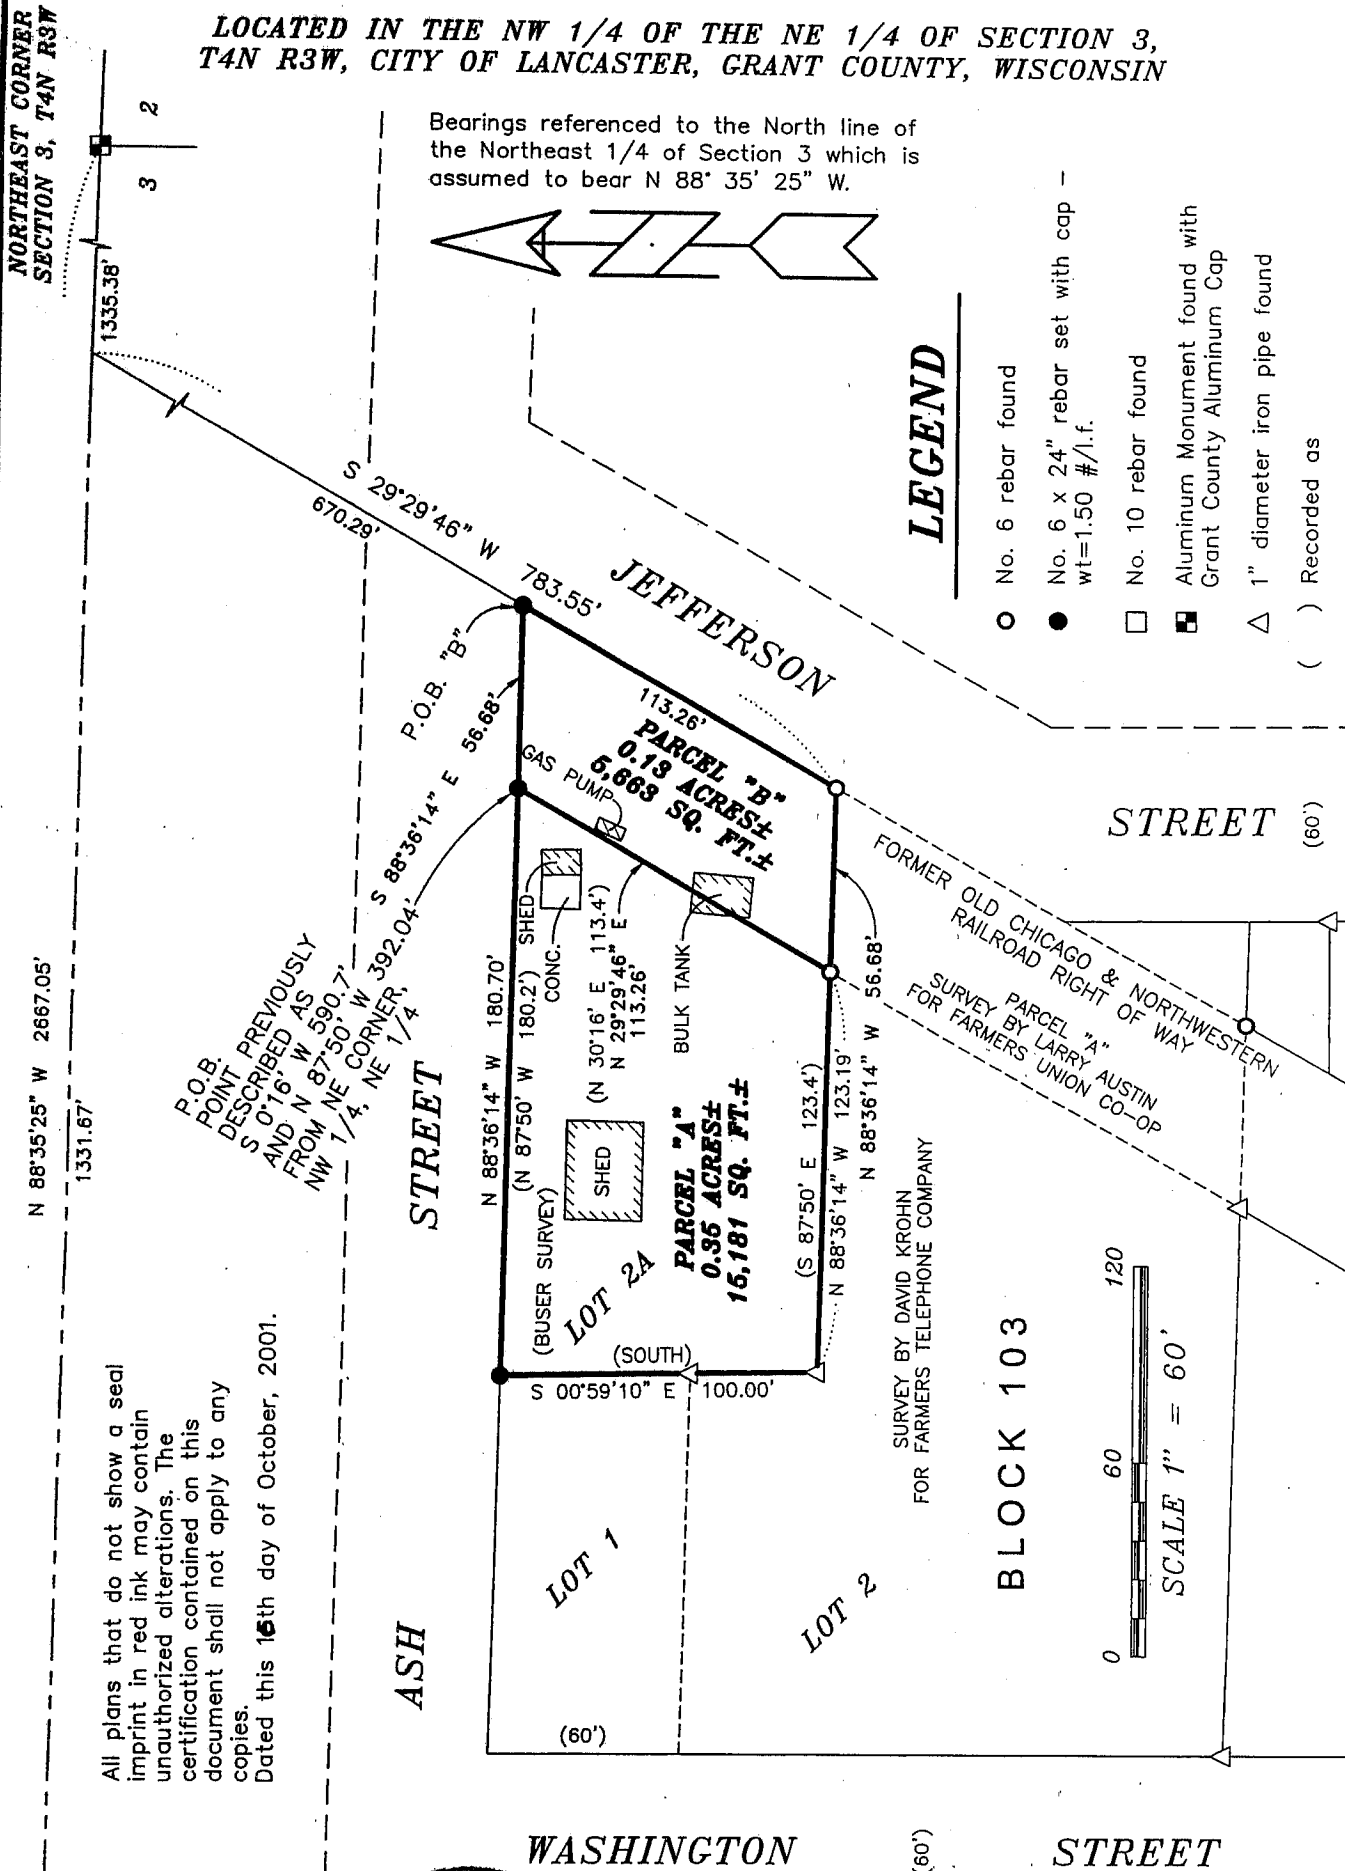 LOCATED IN THE NW 1/4 OF THE NE 1/4 OF SECTION 3,
T4N R3W, CITY OF LANCASTER, GRANT COUNTY, WISCONSIN
NORTHEAST CORNER
SECTION 3, T4N R3W
2
3
Bearings referenced to the North line of
the Northeast 1/4 of Section 3 which is
assumed to bear N 88° 35' 25" W.
1335.38'
S 29°29'46" W
670.29'
783.55'
JEFFERSON
STREET
(60')
LEGEND
No. 6 rebar found
No. 6 x 24" rebar set with cap –
wt=1.50 #/l.f.
No. 10 rebar found
Aluminum Monument found with
Grant County Aluminum Cap
1" diameter iron pipe found
( ) Recorded as
P.O.B. "B"
S 88°36'14" E 56.68'
113.26'
PARCEL "B"
0.13 ACRES±
5,663 SQ. FT.±
GAS PUMP
SHED
CONC.
BULK TANK
(N 30°16' E 113.4')
N 29°29'46" E
113.26'
N 88°35'25" W 2667.05'
1331.67'
P.O.B.
POINT PREVIOUSLY
DESCRIBED AS
S 0°16' W 590.7'
AND N 87°50' W 392.04'
FROM NE CORNER,
NW 1/4, NE 1/4
ASH STREET
N 88°36'14" W 180.70'
(N 87°50' W 180.2')
(BUSER SURVEY)
SHED
LOT 2A
PARCEL "A"
0.35 ACRES±
15,181 SQ. FT.±
(S 87°50' E 123.4')
N 88°36'14" W 123.19'
N 88°36'14" W 56.68'
(SOUTH)
S 00°59'10" E 100.00'
FORMER OLD CHICAGO & NORTHWESTERN
RAILROAD RIGHT OF WAY
PARCEL "A"
SURVEY BY LARRY AUSTIN
FOR FARMERS UNION CO-OP
SURVEY BY DAVID KROHN
FOR FARMERS TELEPHONE COMPANY
BLOCK 103
0 60 120
SCALE 1" = 60'
LOT 1
LOT 2
(60')
All plans that do not show a seal
imprint in red ink may contain
unauthorized alterations. The
certification contained on this
document shall not apply to any
copies.
Dated this day of October, 2001.
WASHINGTON STREET
(60')